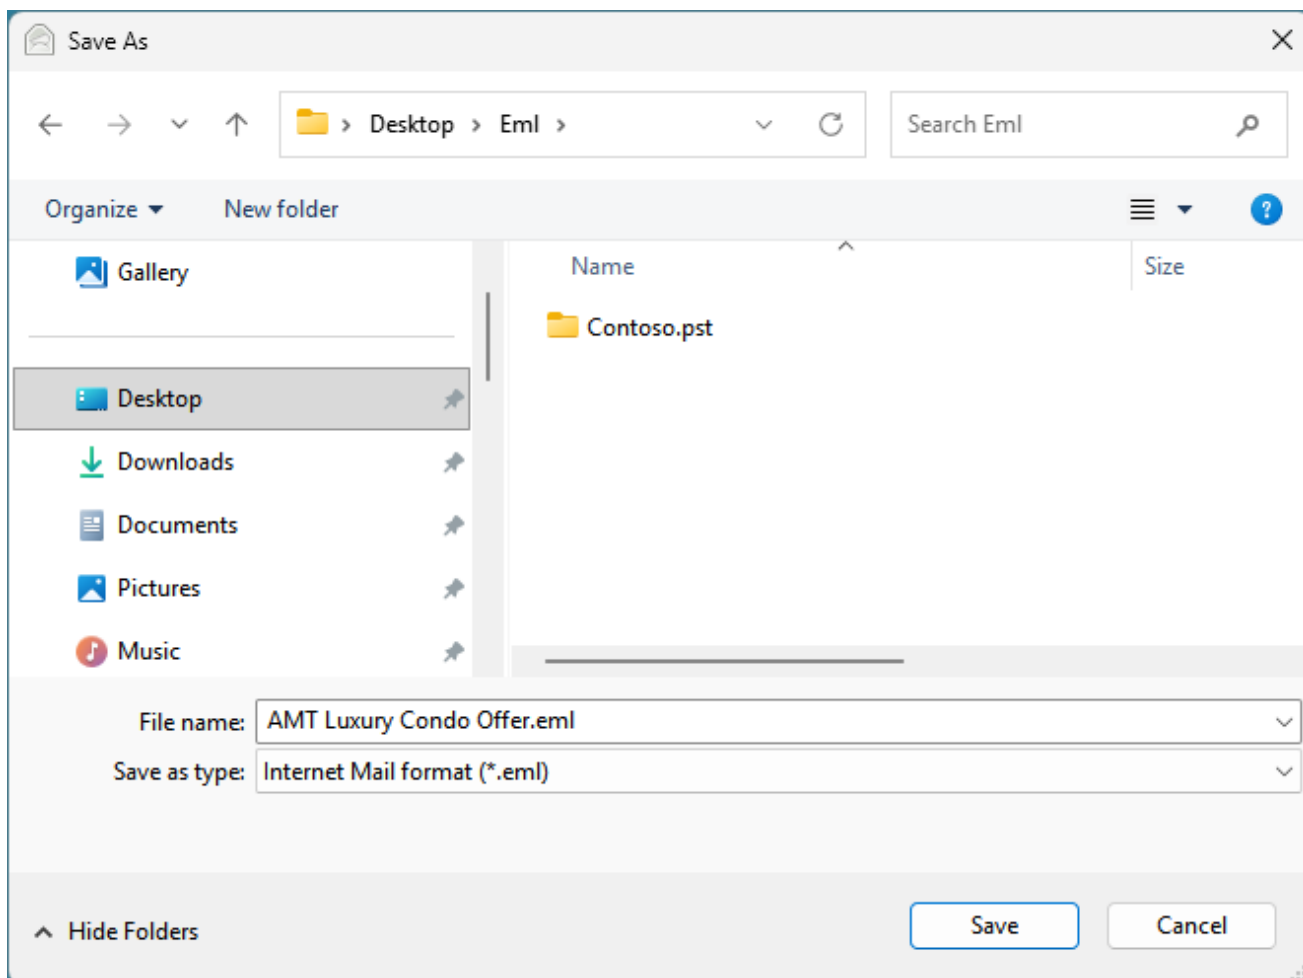 Save As
Desktop Eml
Search Eml
Organize New folder
Gallery
Desktop
Downloads
Documents
Pictures
Music
Name Size
Contoso.pst
File name: AMT Luxury Condo Offer.eml
Save as type: Internet Mail format (*.eml)
Hide Folders Save Cancel